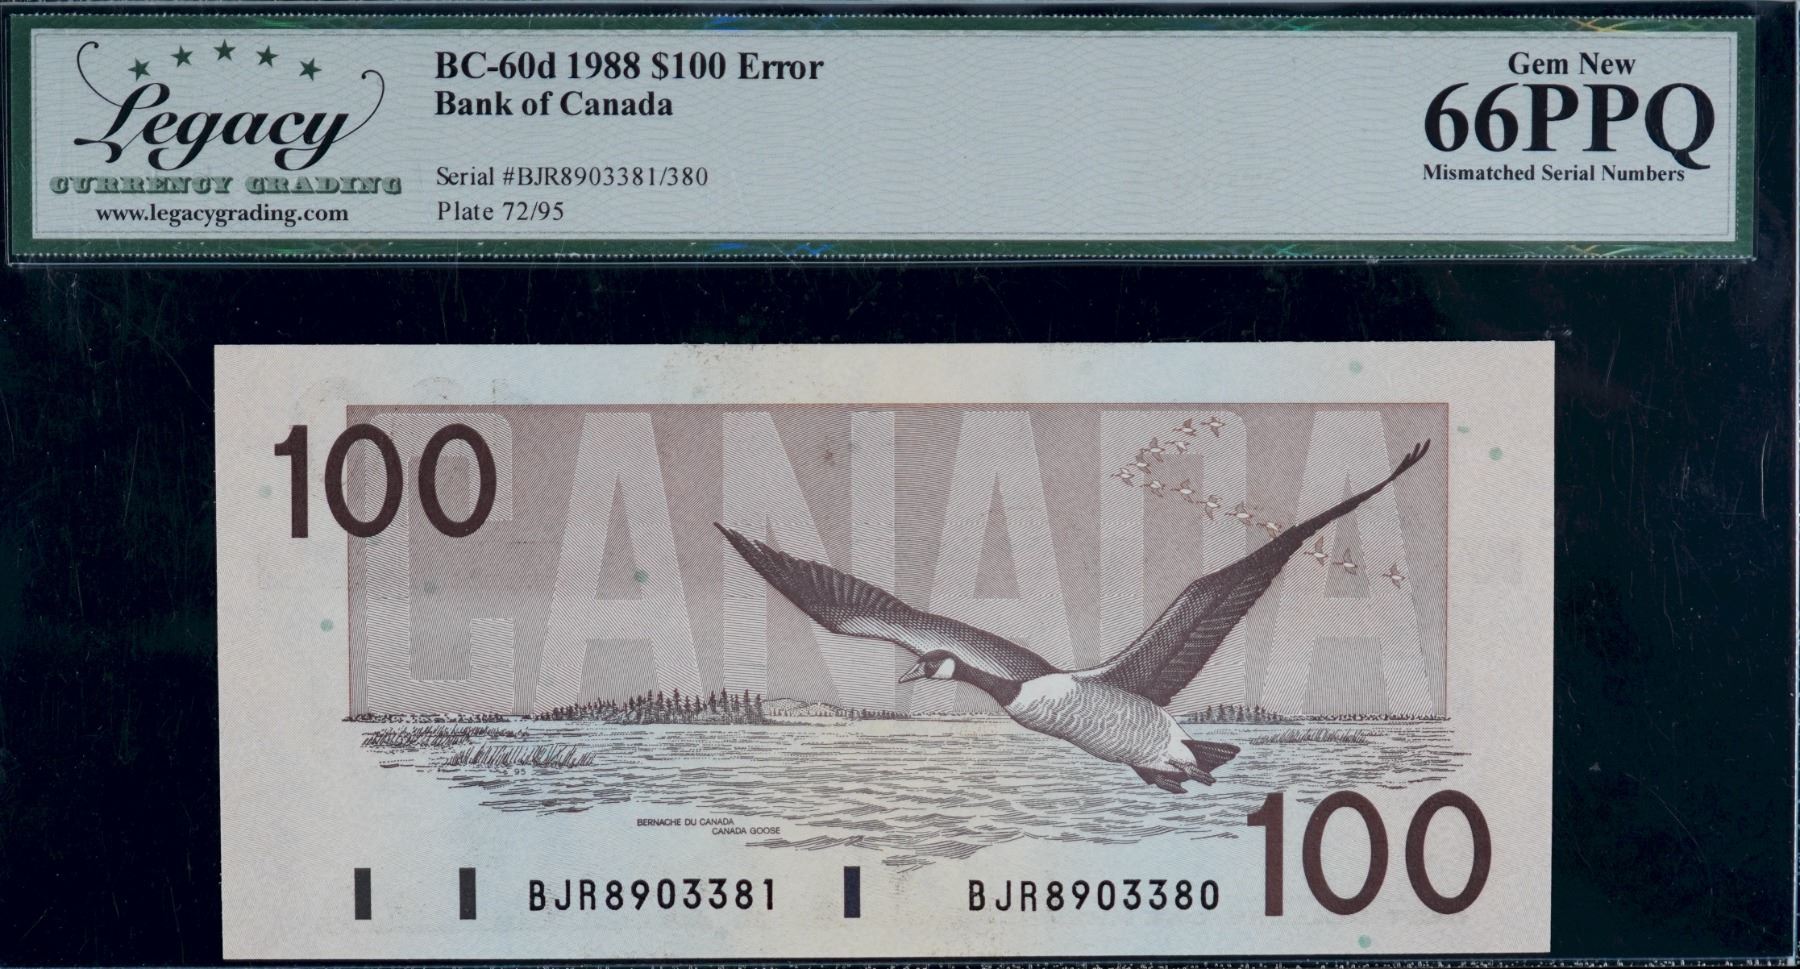 Legacy
CURRENCY GRADING
www.legacygrading.com
BC-60d 1988 $100 Error
Bank of Canada
Serial #BJR8903381/380
Plate 72/95
Gem New
66PPQ
Mismatched Serial Numbers
CANADA
100
95
BERNACHE DU CANADA
CANADA GOOSE
BJR8903381
BJR8903380
100